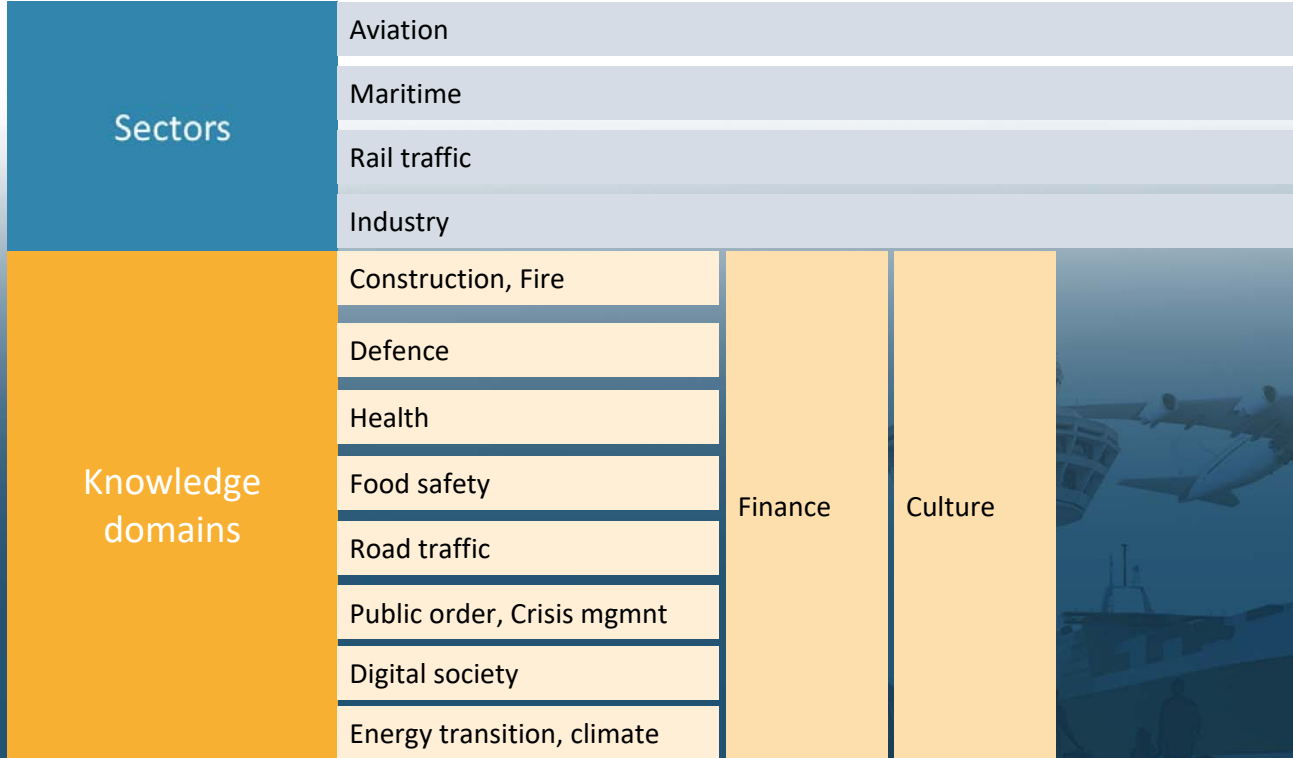 Sectors
Aviation
Maritime
Rail traffic
Industry
Knowledge
domains
Construction, Fire
Defence
Health
Food safety
Road traffic
Public order, Crisis mgmnt
Digital society
Energy transition, climate
Finance
Culture